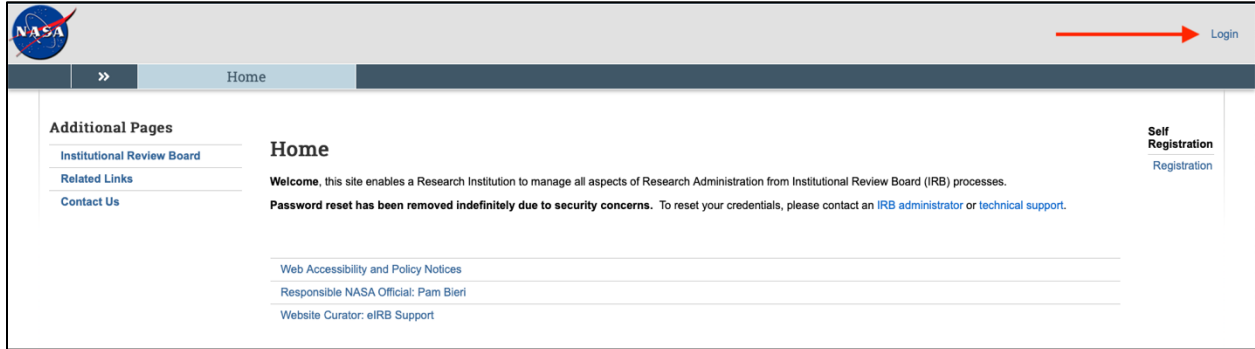 NASA
Login
» Home
Additional Pages
Institutional Review Board
Related Links
Contact Us
Home
Welcome, this site enables a Research Institution to manage all aspects of Research Administration from Institutional Review Board (IRB) processes.
Password reset has been removed indefinitely due to security concerns. To reset your credentials, please contact an IRB administrator or technical support.
Web Accessibility and Policy Notices
Responsible NASA Official: Pam Bieri
Website Curator: eIRB Support
Self
Registration
Registration